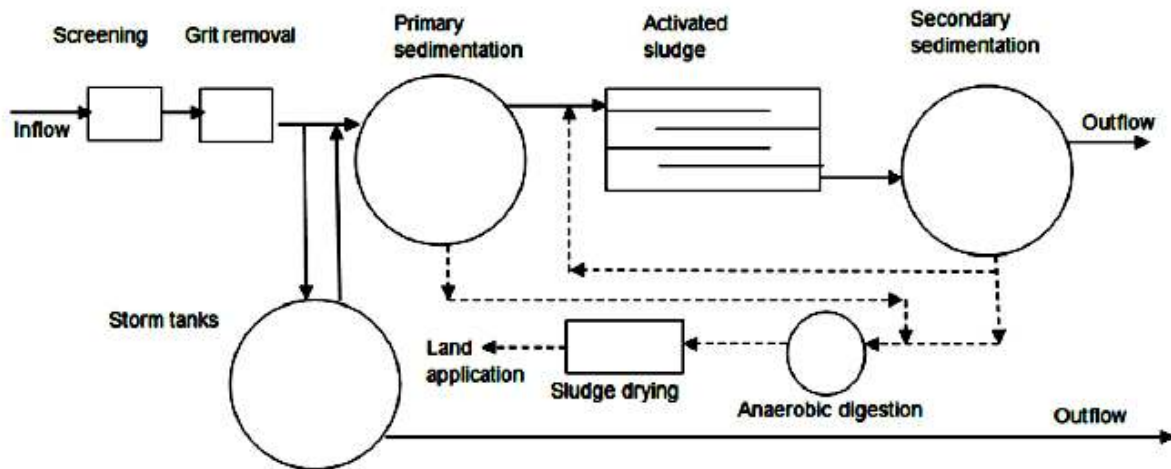 Screening
Grit removal
Primary
sedimentation
Activated
sludge
Secondary
sedimentation
Inflow
Outflow
Storm tanks
Land
application
Sludge drying
Anaerobic digestion
Outflow